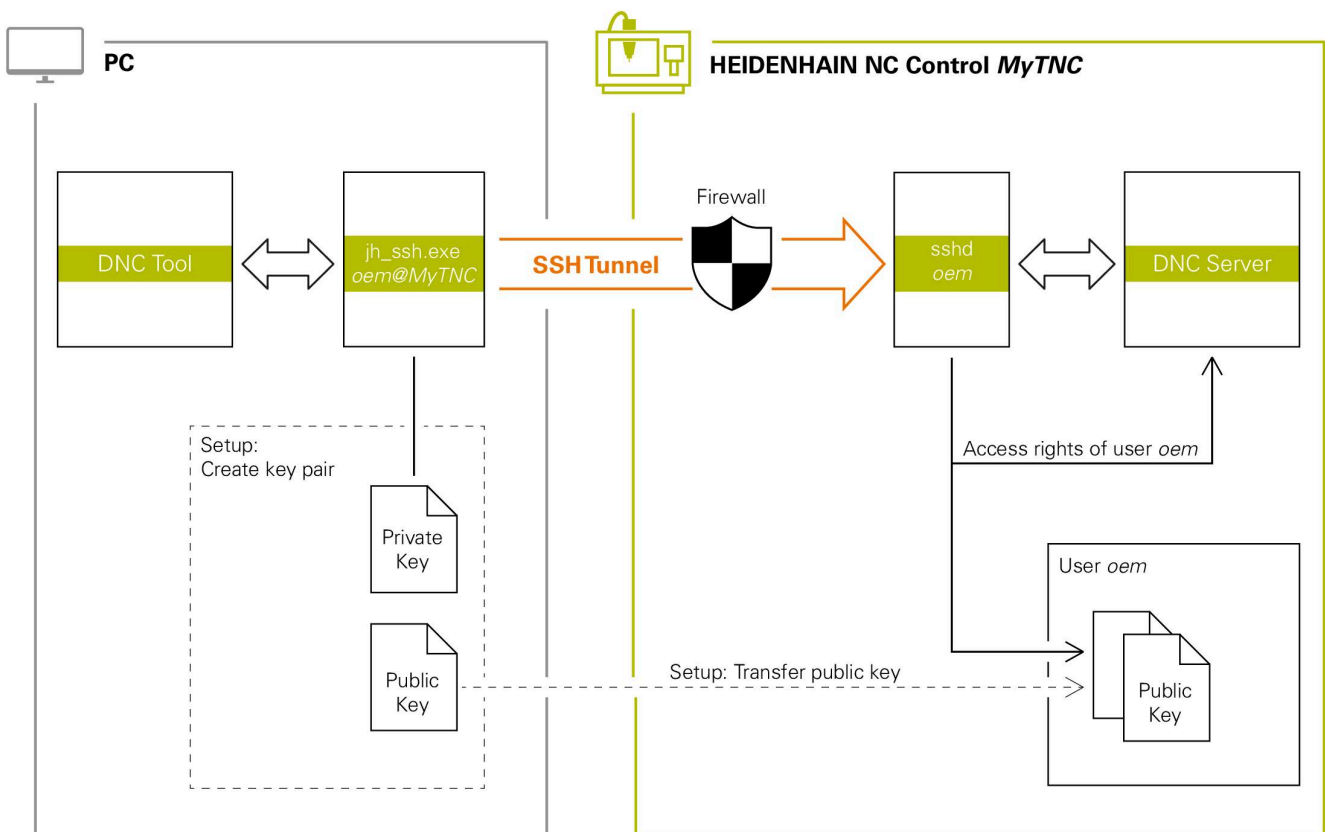 PC
HEIDENHAIN NC Control MyTNC
Firewall
DNC Tool
jh_ssh.exe
oem@MyTNC
SSH Tunnel
sshd
oem
DNC Server
Setup:
Create key pair
Access rights of user oem
Private
Key
User oem
Setup: Transfer public key
Public
Key
Public
Key